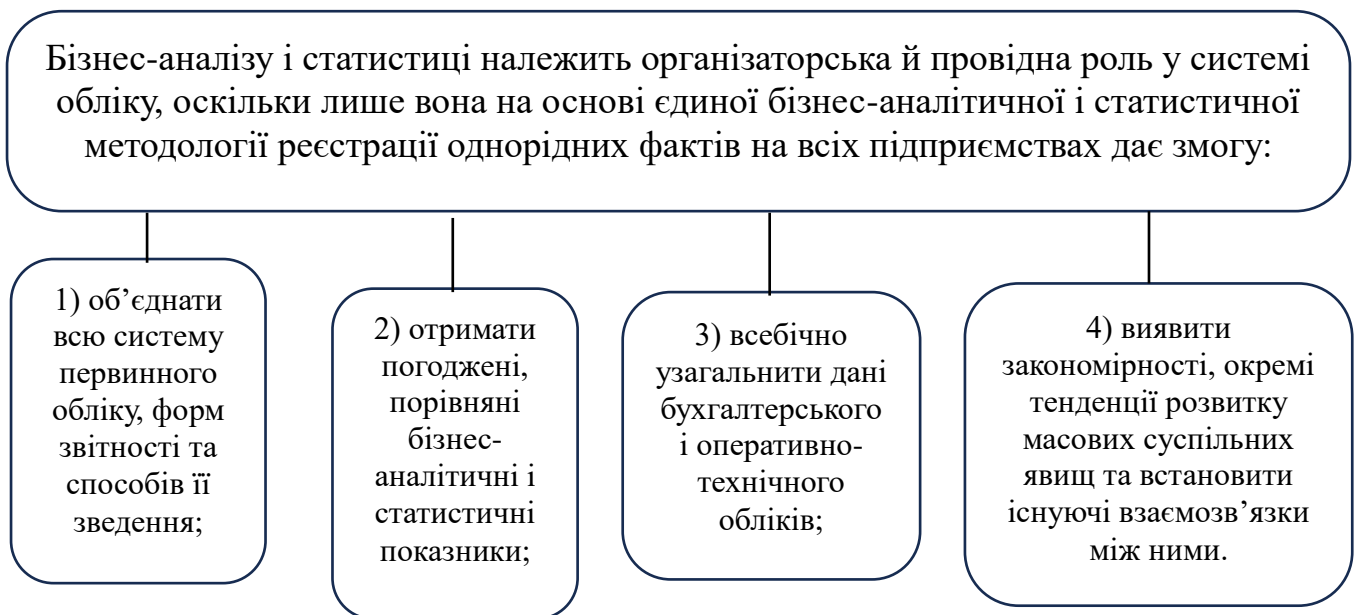 Бізнес-аналізу і статистиці належить організаторська й провідна роль у системі
обліку, оскільки лише вона на основі єдиної бізнес-аналітичної і статистичної
методології реєстрації однорідних фактів на всіх підприємствах дає змогу:
1) об’єднати
всю систему
первинного
обліку, форм
звітності та
способів її
зведення;
2) отримати
погоджені,
порівняні
бізнес-
аналітичні і
статистичні
показники;
3) всебічно
узагальнити дані
бухгалтерського
і оперативно-
технічного
обліків;
4) виявити
закономірності, окремі
тенденції розвитку
масових суспільних
явищ та встановити
існуючі взаємозв’язки
між ними.